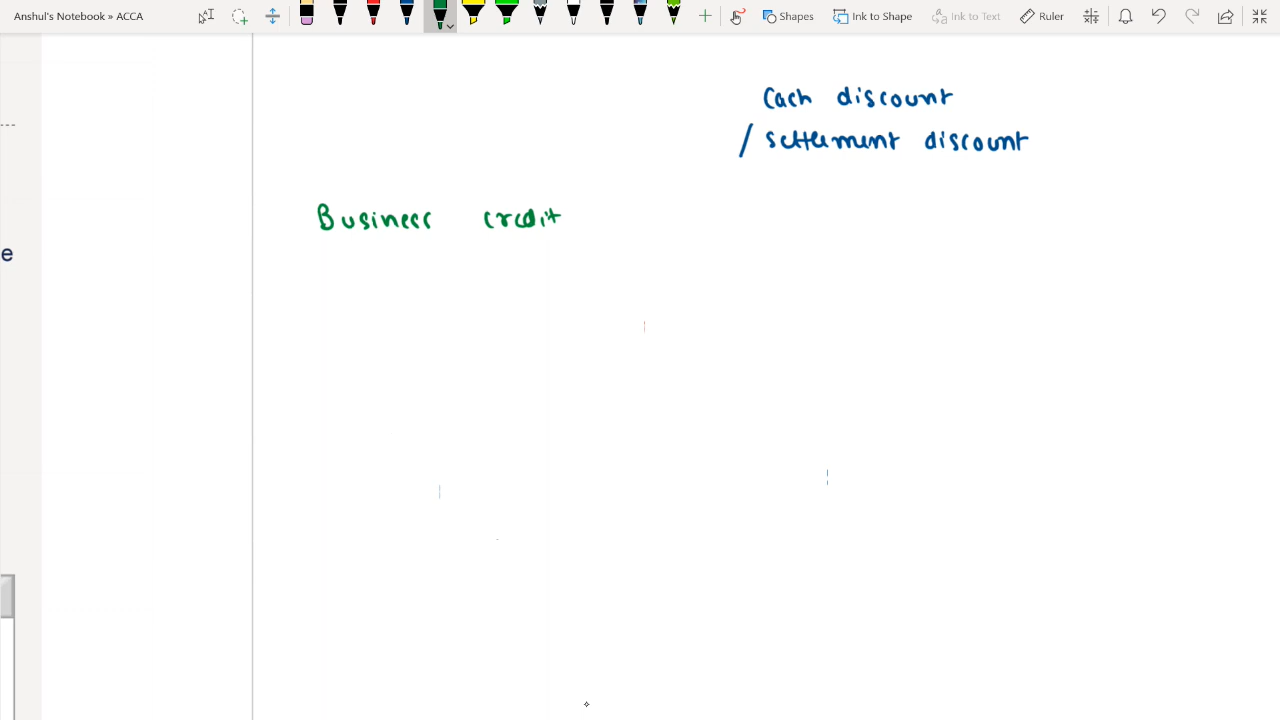 Anshul's Notebook » ACCA
Shapes
Ink to Shape
Ink to Text
Ruler
Cash discount
/ Settlement discount
Business credit
e